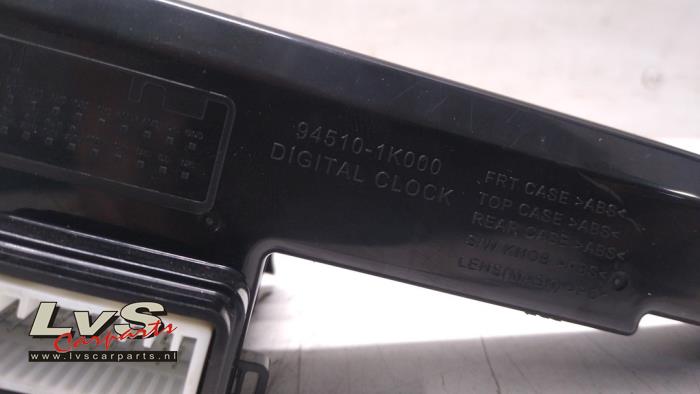 94510-1K000
DIGITAL CLOCK
FRT CASE >ABS<
TOP CASE >ABS<
REAR CASE >ABS<
S/W KNOB >ABS<
LvS
Carparts
www.lvscarparts.nl